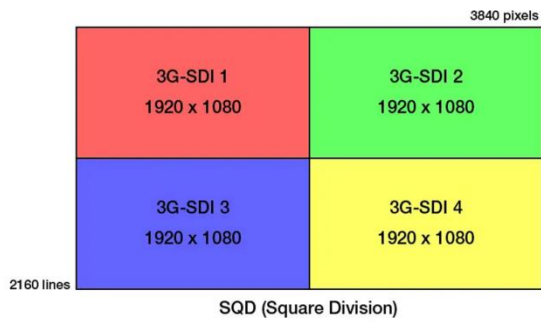 3840 pixels
3G-SDI 1
1920 x 1080
3G-SDI 2
1920 x 1080
3G-SDI 3
1920 x 1080
3G-SDI 4
1920 x 1080
2160 lines
SQD (Square Division)